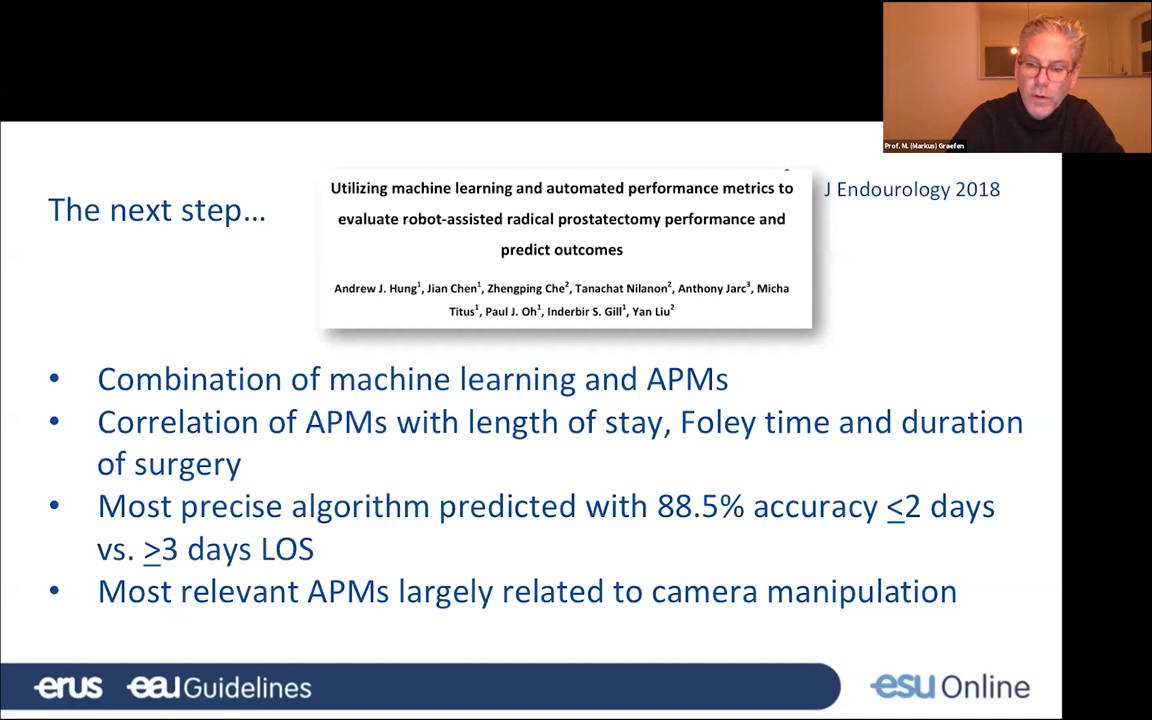 Prof. M. (Markus) Graefen
The next step...
Utilizing machine learning and automated performance metrics to
evaluate robot-assisted radical prostatectomy performance and
predict outcomes
Andrew J. Hung1, Jian Chen1, Zhengping Che2, Tanachat Nilanon2, Anthony Jarc3, Micha
Titus1, Paul J. Oh1, Inderbir S. Gill1, Yan Liu2
J Endourology 2018
• Combination of machine learning and APMs
• Correlation of APMs with length of stay, Foley time and duration
of surgery
• Most precise algorithm predicted with 88.5% accuracy <2 days
vs. >3 days LOS
• Most relevant APMs largely related to camera manipulation
erus eau Guidelines
esu Online